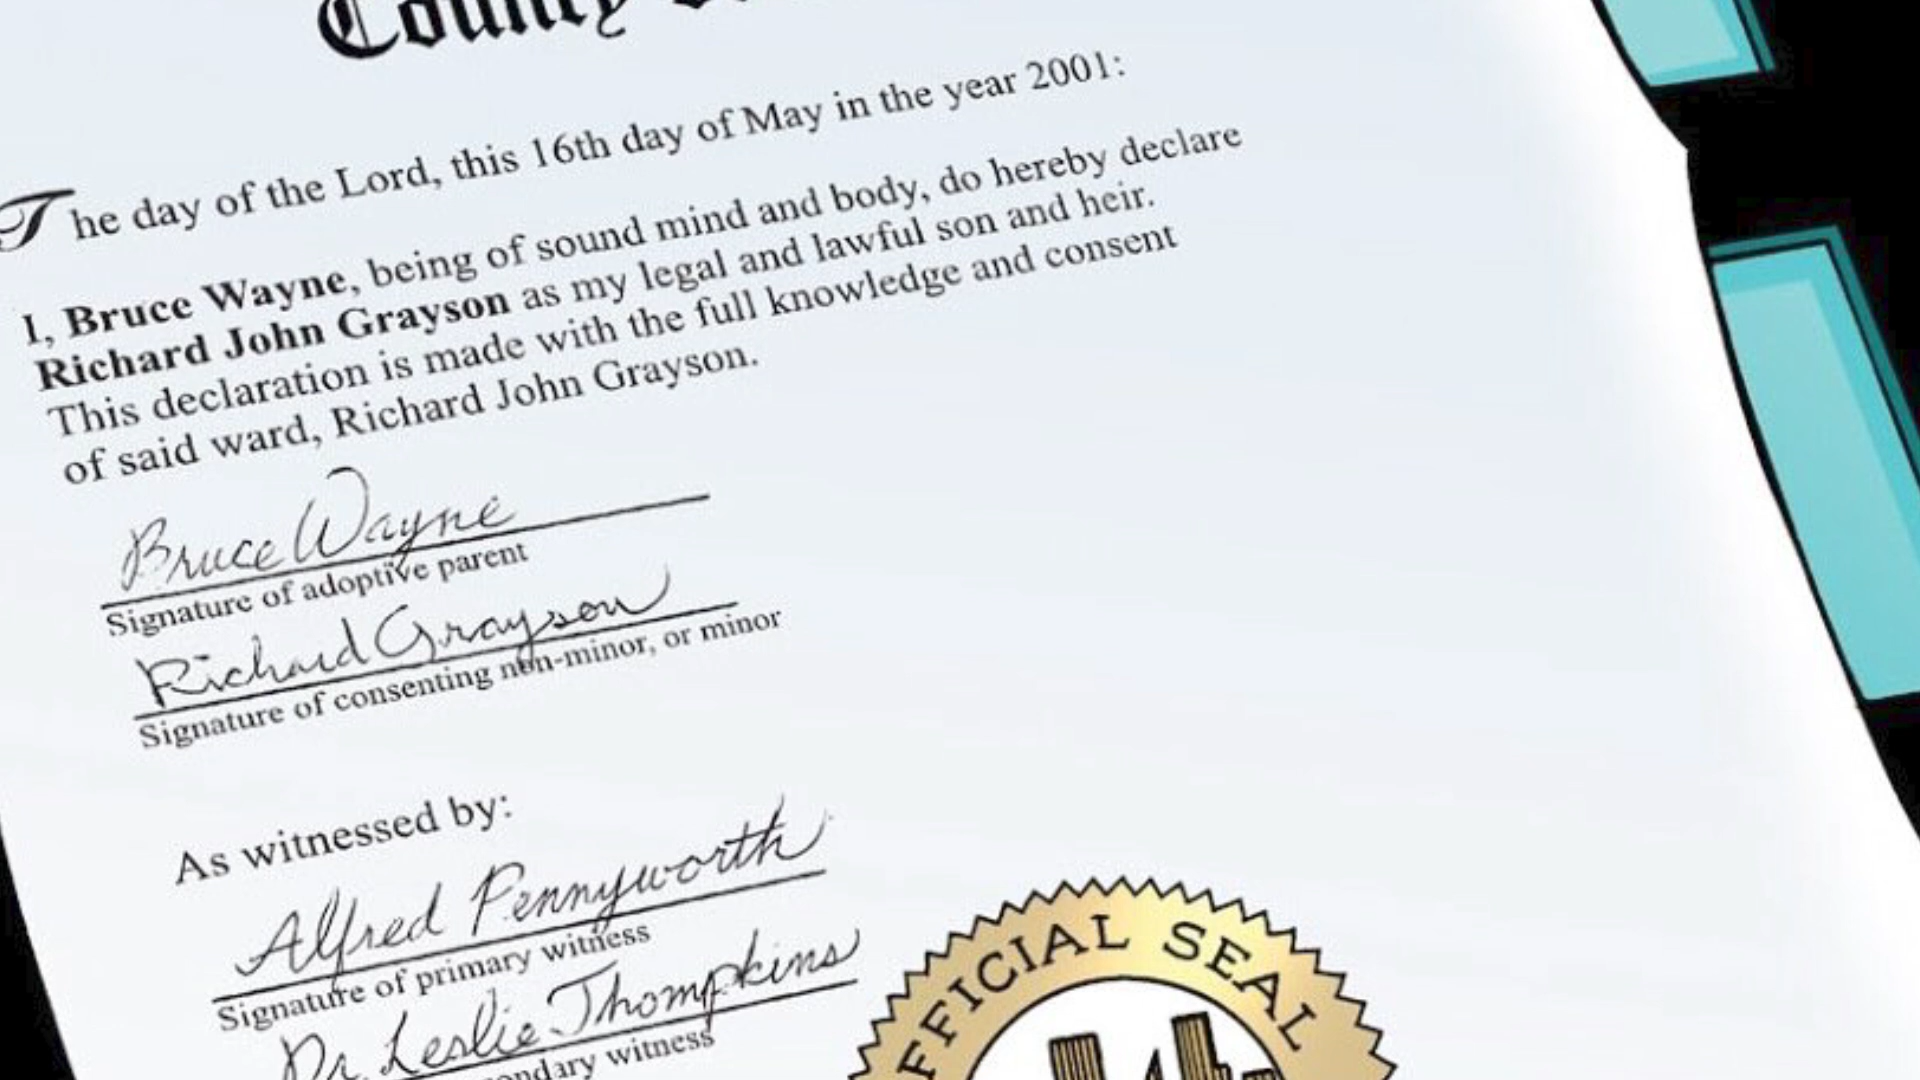 County
The day of the Lord, this 16th day of May in the year 2001:
I, Bruce Wayne, being of sound mind and body, do hereby declare
Richard John Grayson as my legal and lawful son and heir.
This declaration is made with the full knowledge and consent
of said ward, Richard John Grayson.
Bruce Wayne
Signature of adoptive parent
Richard Grayson
Signature of consenting non-minor, or minor
As witnessed by:
Alfred Pennyworth
Signature of primary witness
Dr. Leslie Thompkins
witness
SEAL